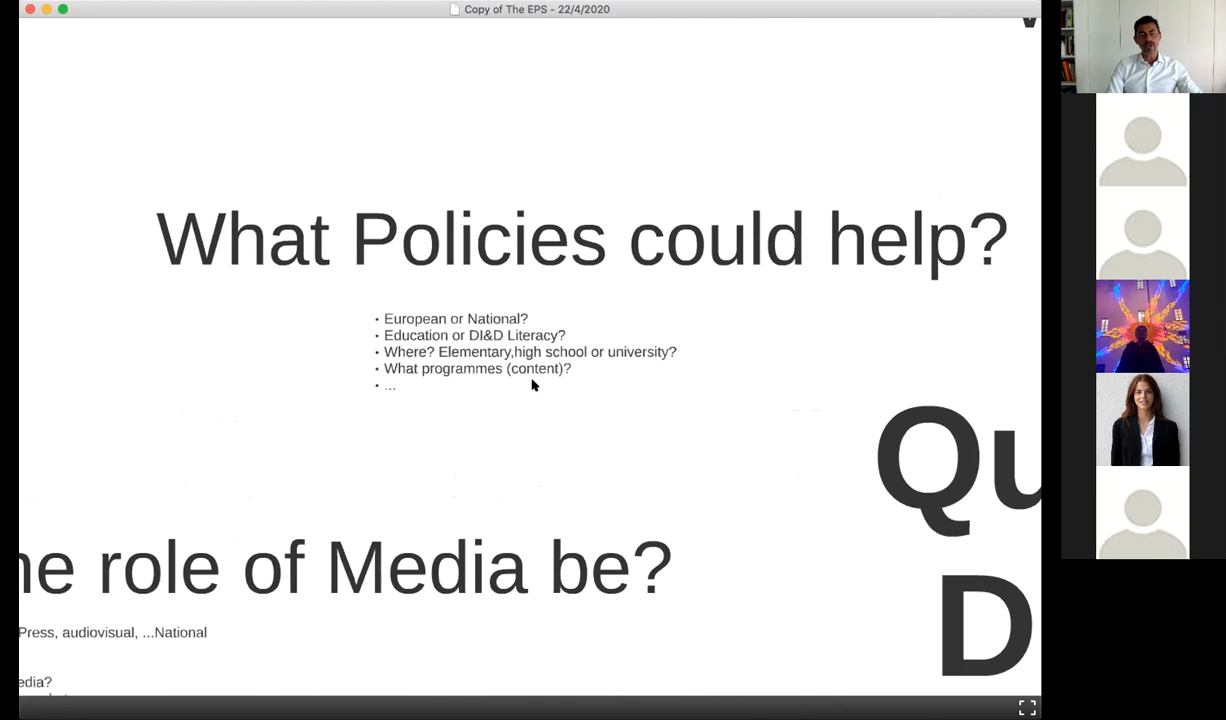 Copy of The EPS - 22/4/2020
What Policies could help?
• European or National?
• Education or DI&D Literacy?
• Where? Elementary,high school or university?
• What programmes (content)?
• ...
Qu
D
he role of Media be?
Press, audiovisual, ...National
edia?